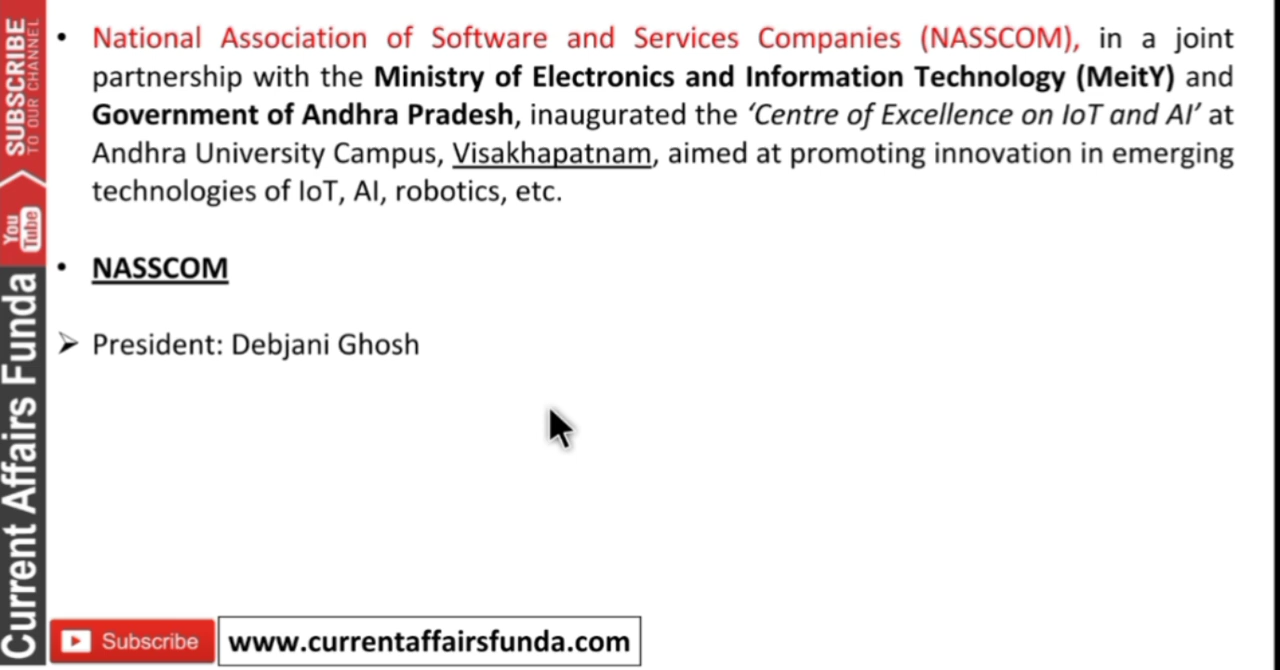 • National Association of Software and Services Companies (NASSCOM), in a joint
partnership with the Ministry of Electronics and Information Technology (MeitY) and
Government of Andhra Pradesh, inaugurated the ‘Centre of Excellence on IoT and AI’ at
Andhra University Campus, Visakhapatnam, aimed at promoting innovation in emerging
technologies of IoT, AI, robotics, etc.
• NASSCOM
➢ President: Debjani Ghosh
SUBSCRIBE
TO OUR CHANNEL
You
Tube
Current Affairs Funda
Subscribe
www.currentaffairsfunda.com